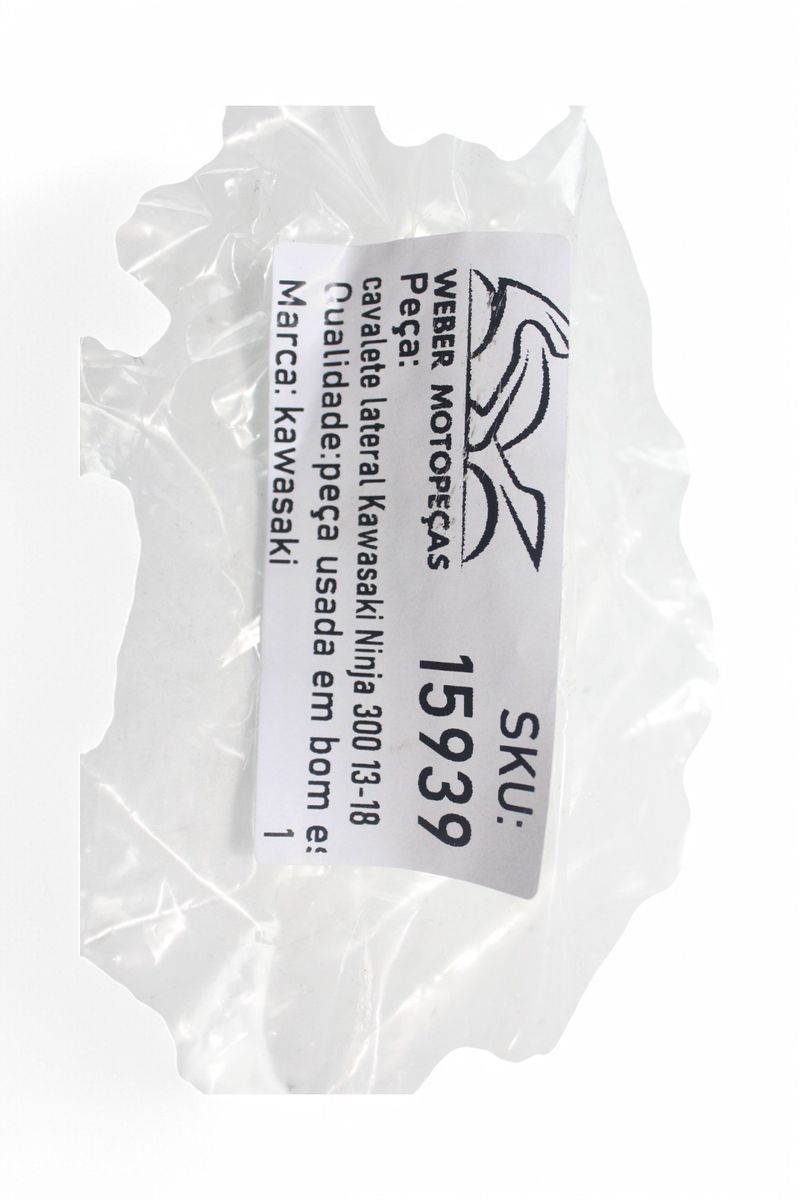 WEBER MOTOPEÇAS
SKU:
15939
Peça:
cavalete lateral Kawasaki Ninja 300 13-18
Qualidade:peça usada em bom es
Marca: kawasaki
1